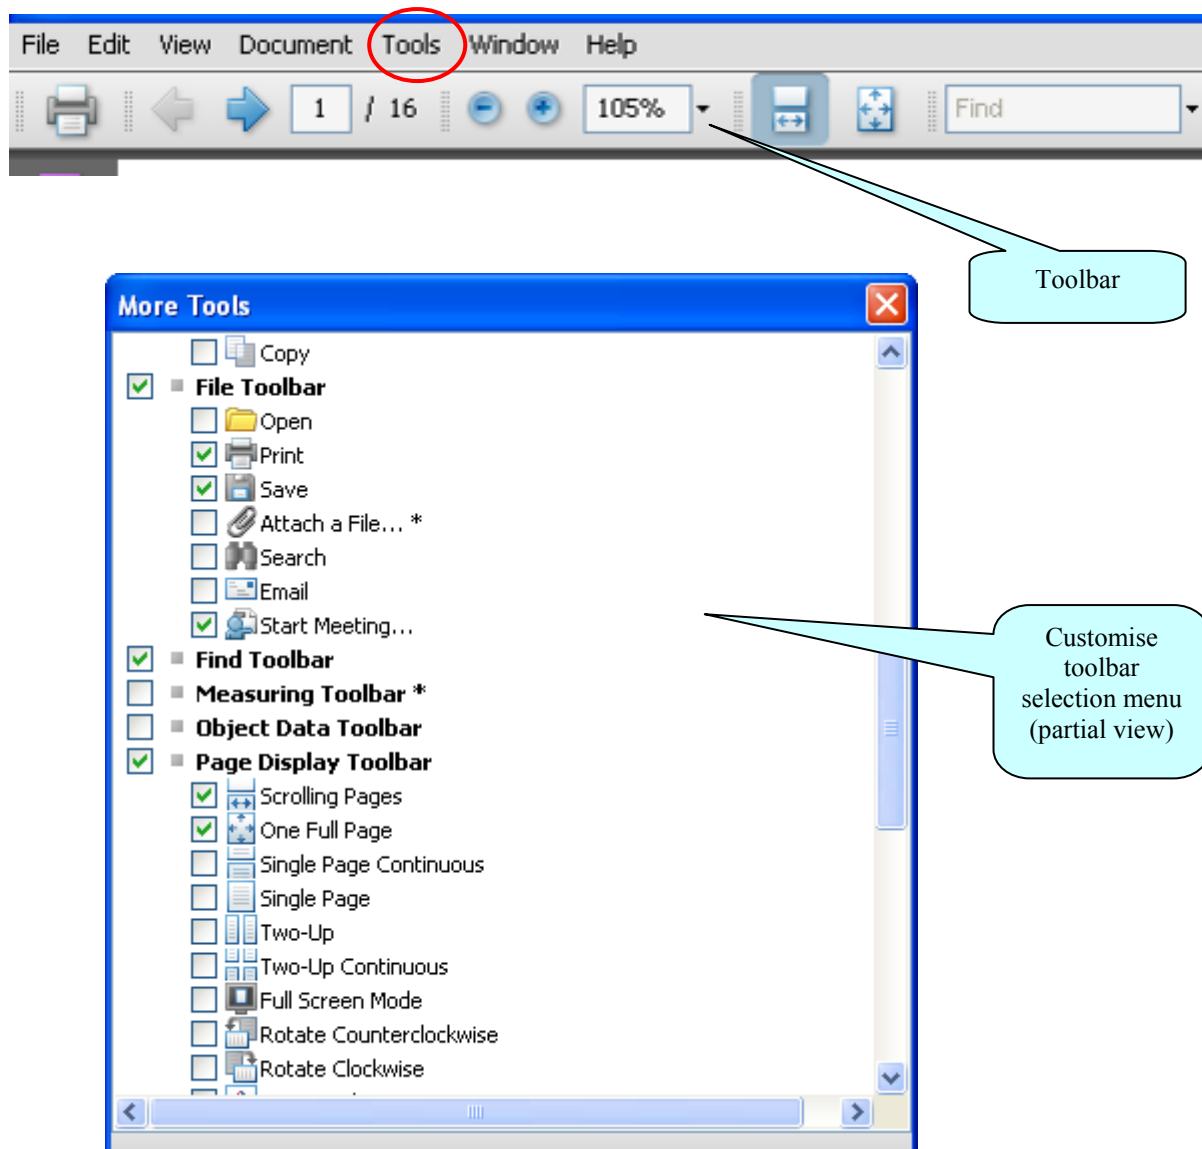 File Edit View Document Tools Window Help
1 / 16 105% Find
Toolbar
More Tools
Copy
File Toolbar
Open
Print
Save
Attach a File... *
Search
Email
Start Meeting...
Find Toolbar
Measuring Toolbar *
Object Data Toolbar
Page Display Toolbar
Scrolling Pages
One Full Page
Single Page Continuous
Single Page
Two-Up
Two-Up Continuous
Full Screen Mode
Rotate Counterclockwise
Rotate Clockwise
Customise
toolbar
selection menu
(partial view)